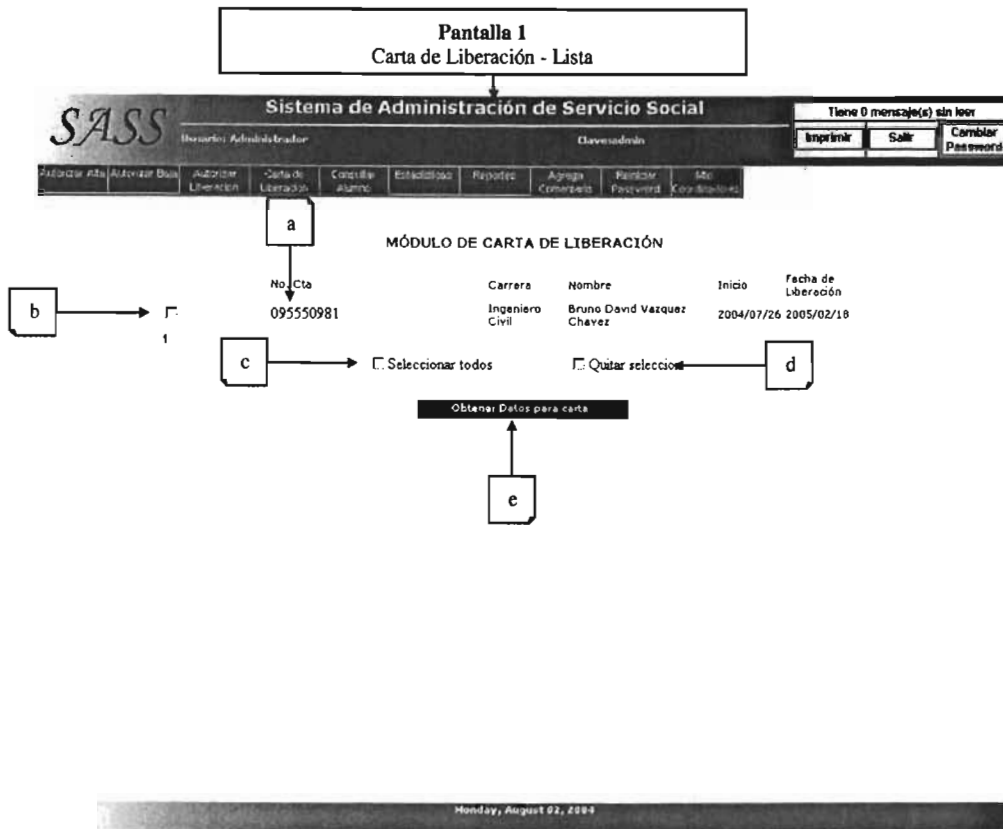 Pantalla 1
Carta de Liberación - Lista
SASS
Sistema de Administración de Servicio Social
Usuario: Administrador
Clave:admin
Tiene 0 mensaje(s) sin leer
Imprimir
Salir
Cambiar Password
Autorizar Alta
Autorizar Baja
Autorizar Liberación
Carta de Liberación
Consultar Alumno
Estadísticas
Reportes
Agrega Comentario
Reiniciar Password
Coordinadores
a
MÓDULO DE CARTA DE LIBERACIÓN
No. Cta
Carrera
Nombre
Inicio
Fecha de Liberación
b
1
095550981
Ingeniero Civil
Bruno David Vazquez Chavez
2004/07/26
2005/02/18
c
Seleccionar todos
Quitar seleccion
d
Obtener Datos para carta
e
Monday, August 02, 2004